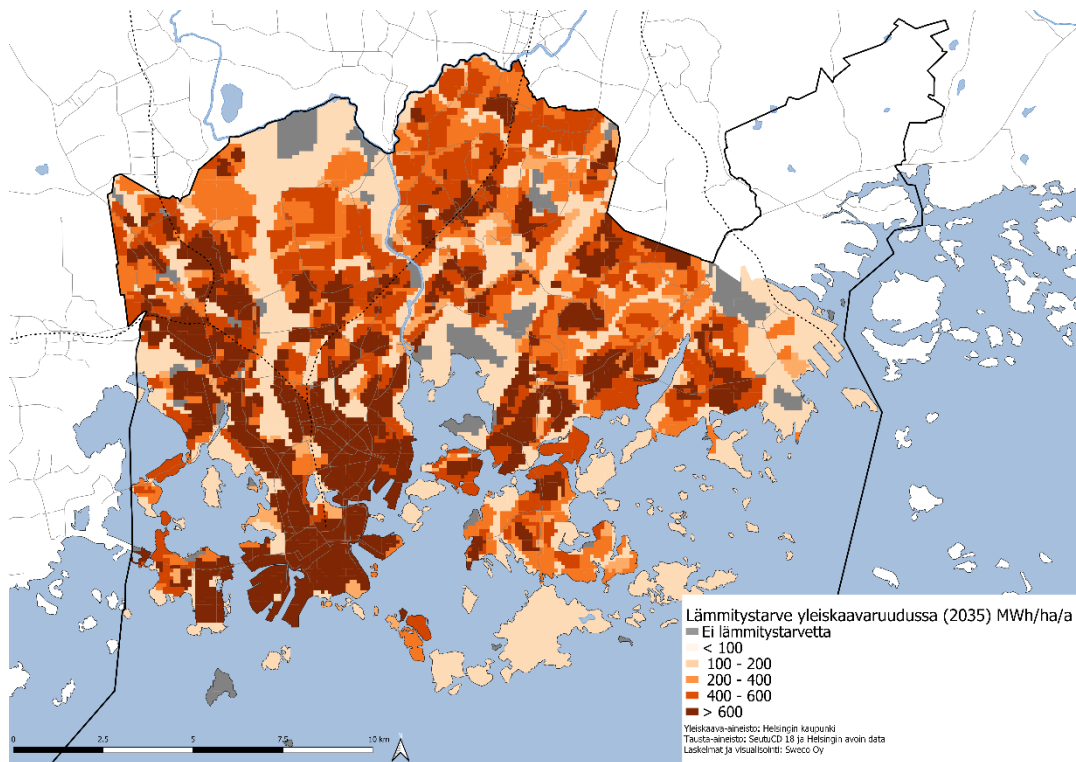 Lämmitystarve yleiskaavaruudussa (2035) MWh/ha/a
Ei lämmitystarvetta
< 100
100 - 200
200 - 400
400 - 600
> 600
Yleiskaava-aineisto: Helsingin kaupunki
Tausta-aineisto: SeutuCD 18 ja Helsingin avoin data
Laskelmat ja visualisointi: Sweco Oy
0 2.5 5 7.5 10 km